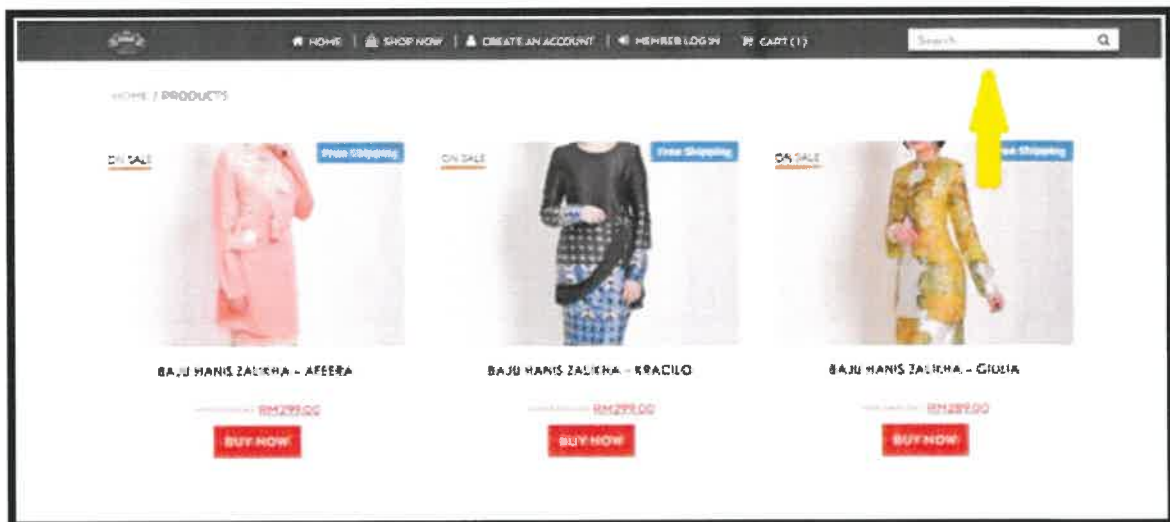 HOME | SHOP NOW | CREATE AN ACCOUNT | MEMBER LOG IN CART (1) Search
HOME / PRODUCTS
ON SALE Free Shipping ON SALE Free Shipping ON SALE Free Shipping
BAJU HANIS ZALIKHA – AFEERA BAJU HANIS ZALIKHA – KRACILO BAJU HANIS ZALIKHA – GIULIA
RM299.00 RM299.00 RM289.00
BUY NOW BUY NOW BUY NOW